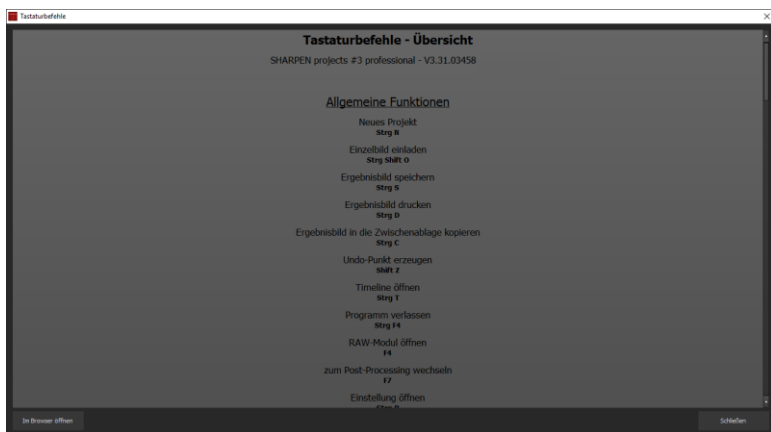 Tastaturbefehle
Tastaturbefehle - Übersicht
SHARPEN projects #3 professional - V3.31.03458
Allgemeine Funktionen
Neues Projekt
Strg N
Einzelbild einladen
Strg Shift O
Ergebnisbild speichern
Strg S
Ergebnisbild drucken
Strg D
Ergebnisbild in die Zwischenablage kopieren
Strg C
Undo-Punkt erzeugen
Shift Z
Timeline öffnen
Strg T
Programm verlassen
Strg F4
RAW-Modul öffnen
F4
zum Post-Processing wechseln
F7
Einstellung öffnen
In Browser öffnen
Schließen